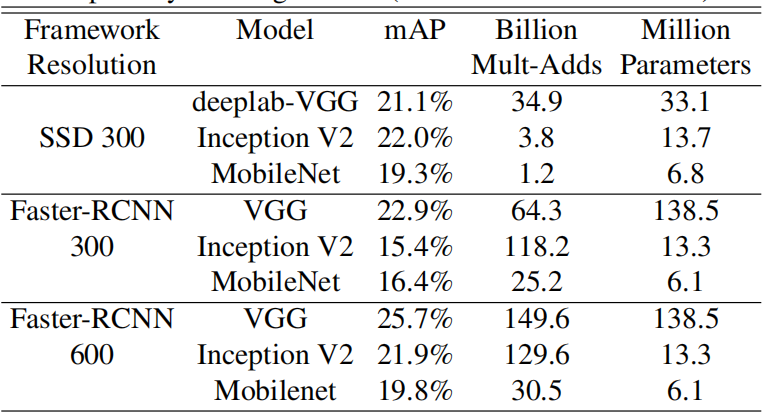 Framework Model mAP Billion Million
Resolution Mult-Adds Parameters
deeplab-VGG 21.1% 34.9 33.1
SSD 300 Inception V2 22.0% 3.8 13.7
MobileNet 19.3% 1.2 6.8
Faster-RCNN VGG 22.9% 64.3 138.5
300 Inception V2 15.4% 118.2 13.3
MobileNet 16.4% 25.2 6.1
Faster-RCNN VGG 25.7% 149.6 138.5
600 Inception V2 21.9% 129.6 13.3
Mobilenet 19.8% 30.5 6.1